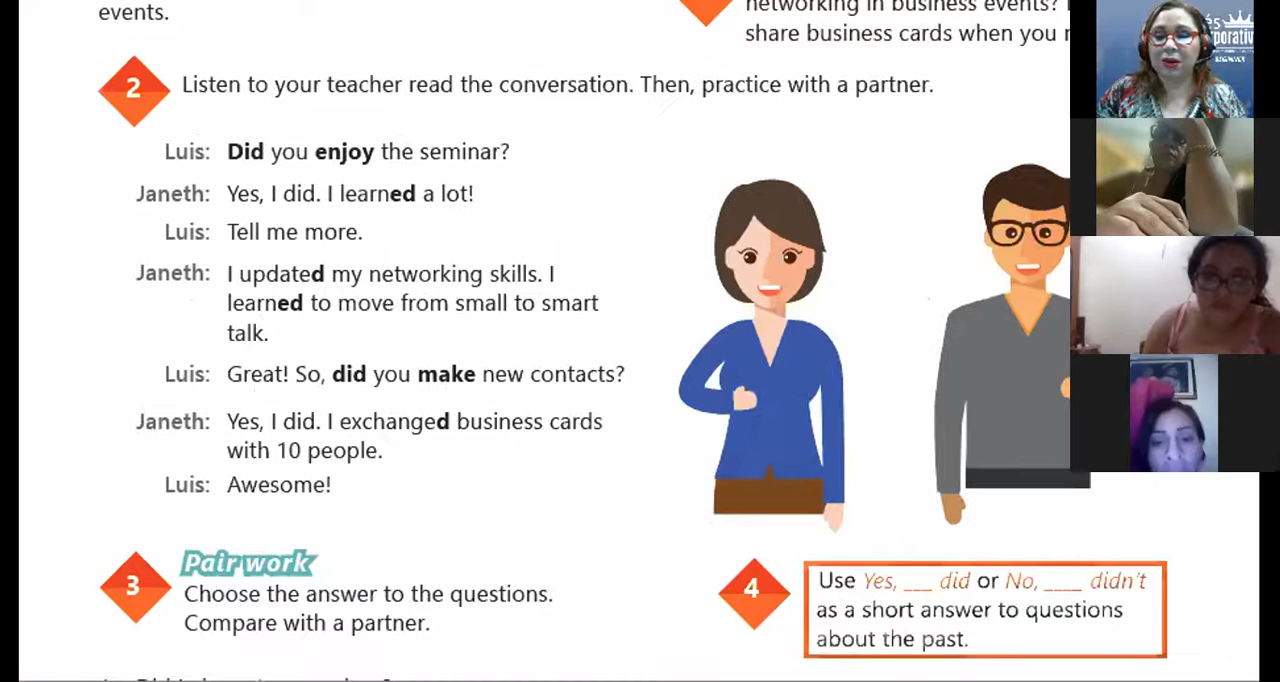 events.
networking in business events?
share business cards when you
2
Listen to your teacher read the conversation. Then, practice with a partner.
Luis: Did you enjoy the seminar?
Janeth: Yes, I did. I learned a lot!
Luis: Tell me more.
Janeth: I updated my networking skills. I
learned to move from small to smart
talk.
Luis: Great! So, did you make new contacts?
Janeth: Yes, I did. I exchanged business cards
with 10 people.
Luis: Awesome!
3
Pair work
Choose the answer to the questions.
Compare with a partner.
4
Use Yes, ___ did or No, ____ didn't
as a short answer to questions
about the past.